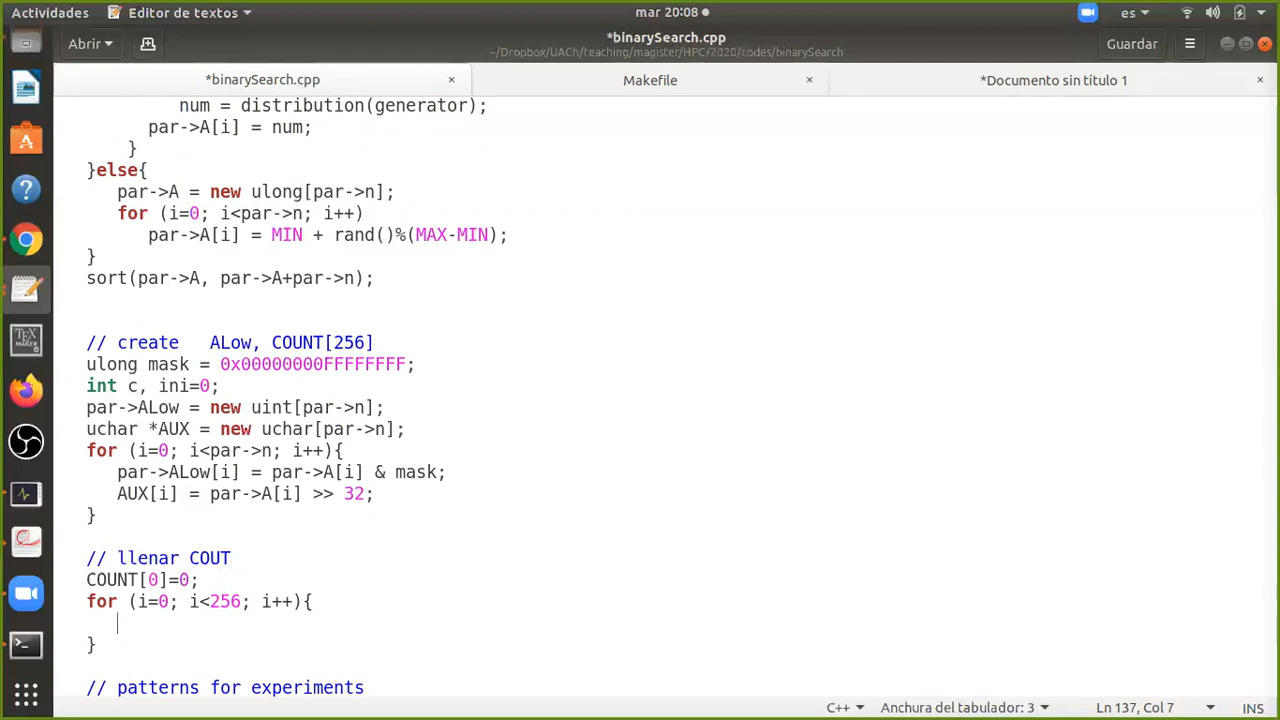 Actividades Editor de textos mar 20:08 es
Abrir *binarySearch.cpp Guardar
~/Dropbox/UACh/teaching/magister/HPC/2020/codes/binarySearch
*binarySearch.cpp × Makefile × *Documento sin título 1 ×
num = distribution(generator);
par->A[i] = num;
}
}else{
par->A = new ulong[par->n];
for (i=0; i<par->n; i++)
par->A[i] = MIN + rand()%(MAX-MIN);
}
sort(par->A, par->A+par->n);
// create   ALow, COUNT[256]
ulong mask = 0x00000000FFFFFFFF;
int c, ini=0;
par->ALow = new uint[par->n];
uchar *AUX = new uchar[par->n];
for (i=0; i<par->n; i++){
par->ALow[i] = par->A[i] & mask;
AUX[i] = par->A[i] >> 32;
}
// llenar COUT
COUNT[0]=0;
for (i=0; i<256; i++){
}
// patterns for experiments
C++ Anchura del tabulador: 3 Ln 137, Col 7 INS